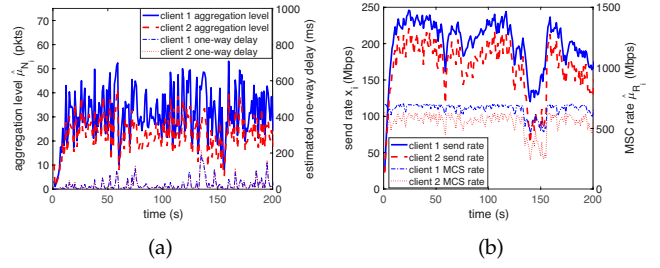 client 1 aggregation level
client 2 aggregation level
client 1 one-way delay
client 2 one-way delay
aggregation level μ̂_{N_i} (pkts)
80
70
60
50
40
30
20
10
0
0 50 100 150 200
time (s)
1000
800
600
400
200
0
estimated one-way delay (ms)
(a)
send rate x_i (Mbps)
250
200
150
100
50
0
client 1 send rate
client 2 send rate
client 1 MCS rate
client 2 MCS rate
0 50 100 150 200
time (s)
1500
1000
500
0
MSC rate μ̂_{R_i} (Mbps)
(b)